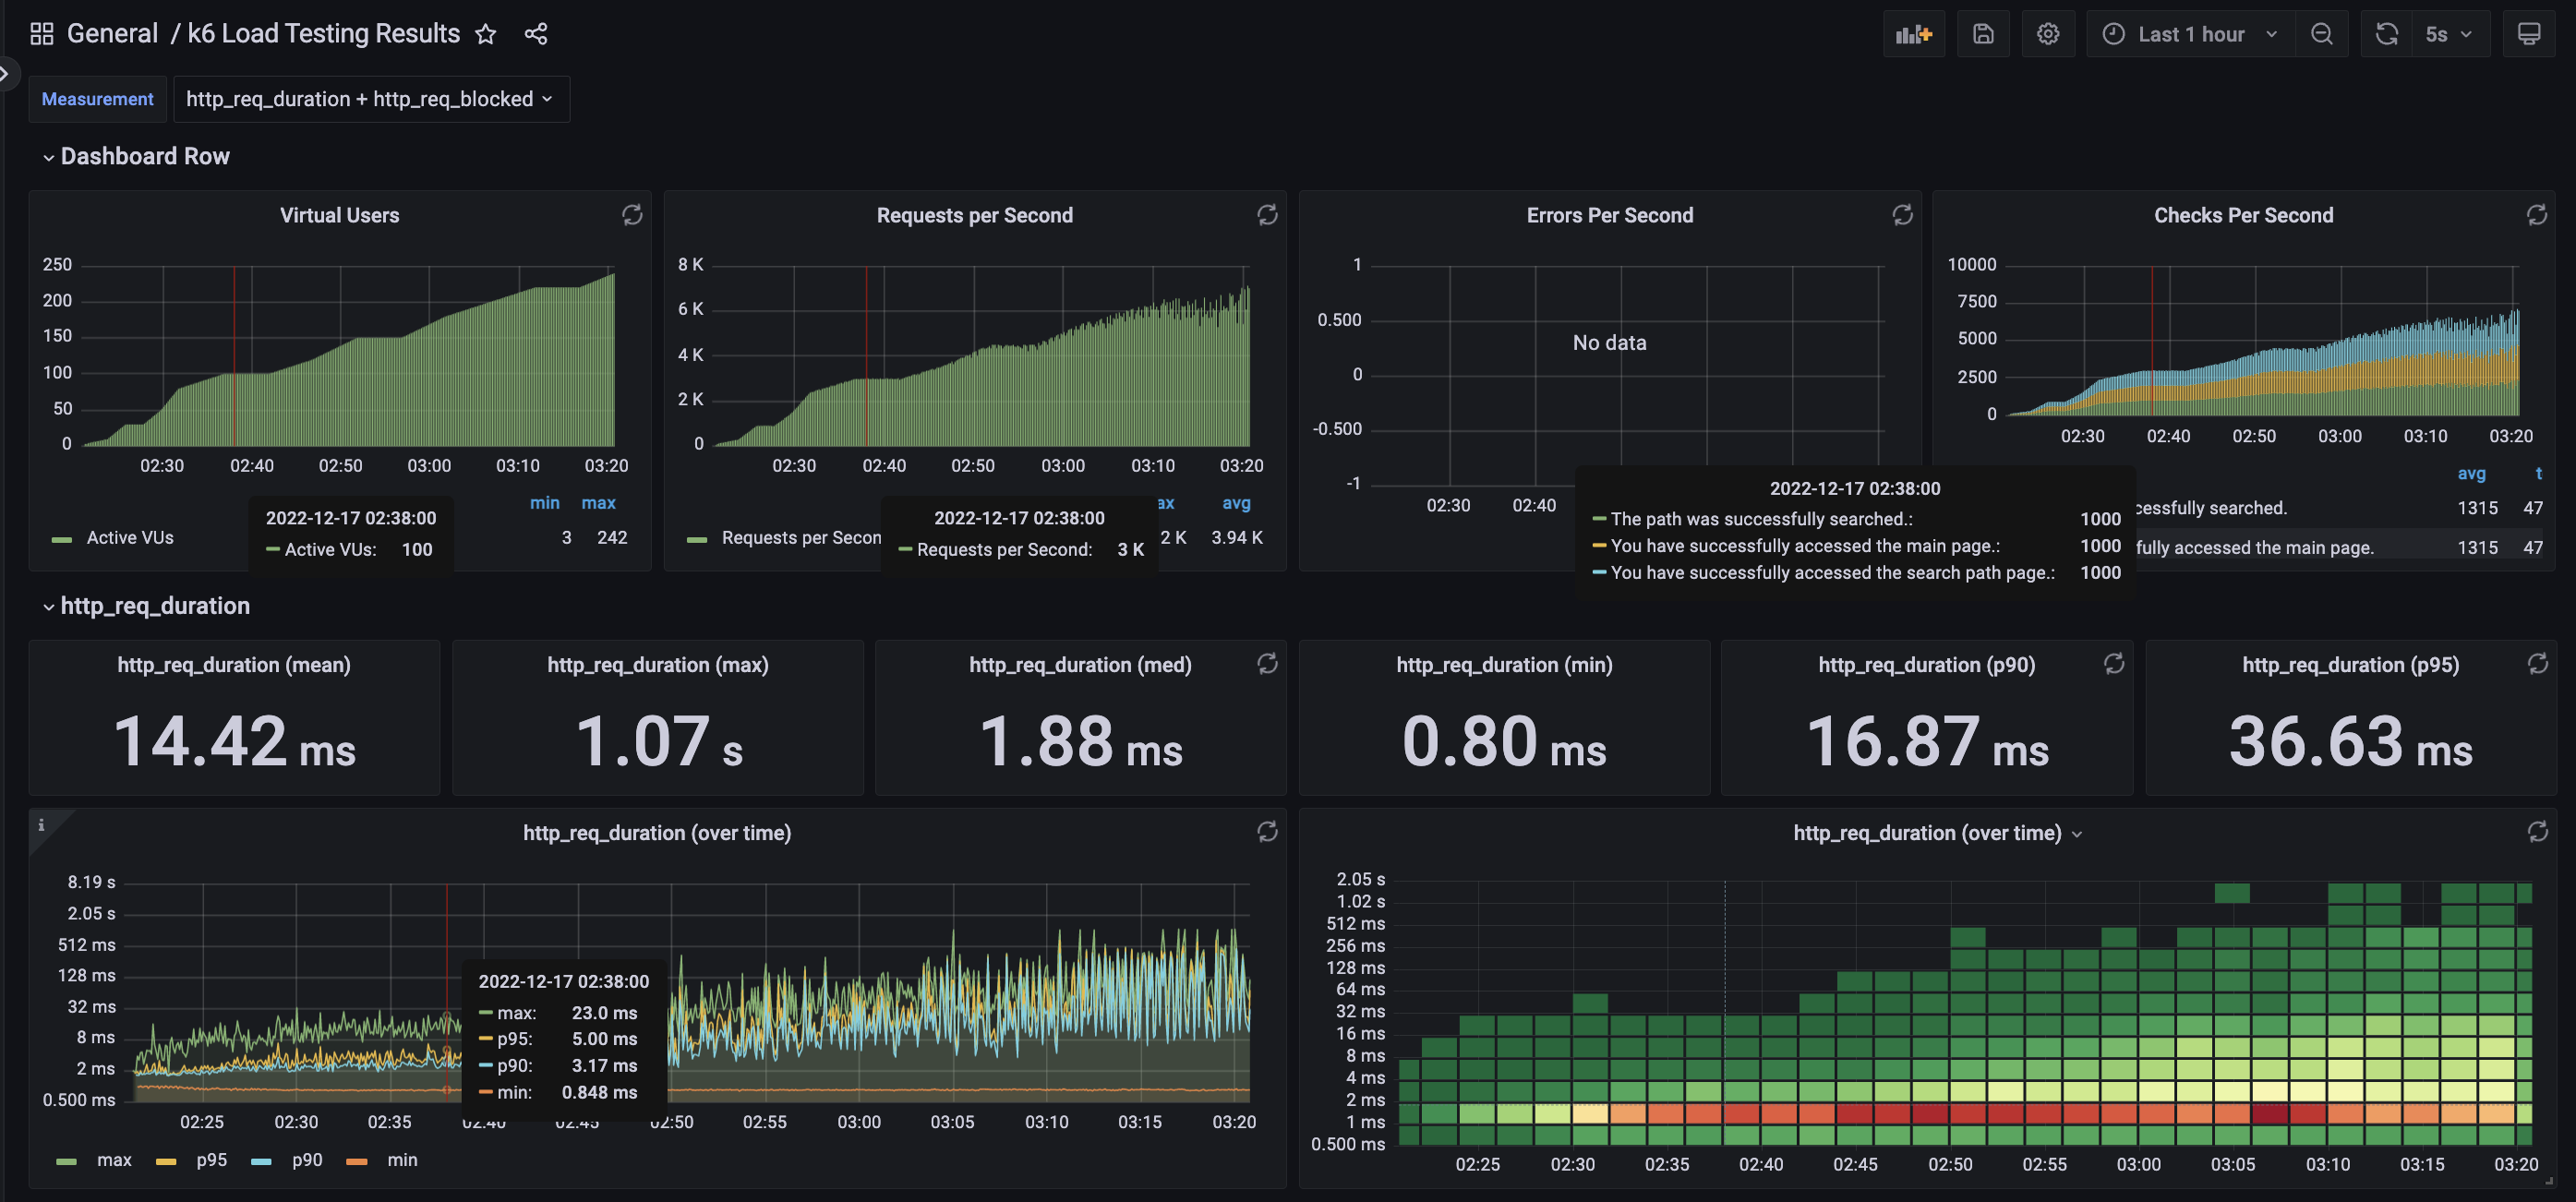 General / k6 Load Testing Results
Last 1 hour
5s
Measurement
http_req_duration + http_req_blocked
Dashboard Row
Virtual Users
250
200
150
100
50
0
02:30 02:40 02:50 03:00 03:10 03:20
min max
Active VUs
3 242
2022-12-17 02:38:00
Active VUs: 100
Requests per Second
8 K
6 K
4 K
2 K
0
02:30 02:40 02:50 03:00 03:10 03:20
ax avg
Requests per Secon
2 K 3.94 K
2022-12-17 02:38:00
Requests per Second: 3 K
Errors Per Second
1
0.500
0
-0.500
-1
No data
02:30 02:40
Checks Per Second
10000
7500
5000
2500
0
02:30 02:40 02:50 03:00 03:10 03:20
avg t
cessfully searched. 1315 47
fully accessed the main page. 1315 47
2022-12-17 02:38:00
The path was successfully searched.: 1000
You have successfully accessed the main page.: 1000
You have successfully accessed the search path page.: 1000
http_req_duration
http_req_duration (mean)
14.42 ms
http_req_duration (max)
1.07 s
http_req_duration (med)
1.88 ms
http_req_duration (min)
0.80 ms
http_req_duration (p90)
16.87 ms
http_req_duration (p95)
36.63 ms
i
http_req_duration (over time)
8.19 s
2.05 s
512 ms
128 ms
32 ms
8 ms
2 ms
0.500 ms
02:25 02:30 02:35 02:40 02:45 02:50 02:55 03:00 03:05 03:10 03:15 03:20
2022-12-17 02:38:00
max: 23.0 ms
p95: 5.00 ms
p90: 3.17 ms
min: 0.848 ms
max p95 p90 min
http_req_duration (over time)
2.05 s
1.02 s
512 ms
256 ms
128 ms
64 ms
32 ms
16 ms
8 ms
4 ms
2 ms
1 ms
0.500 ms
02:25 02:30 02:35 02:40 02:45 02:50 02:55 03:00 03:05 03:10 03:15 03:20